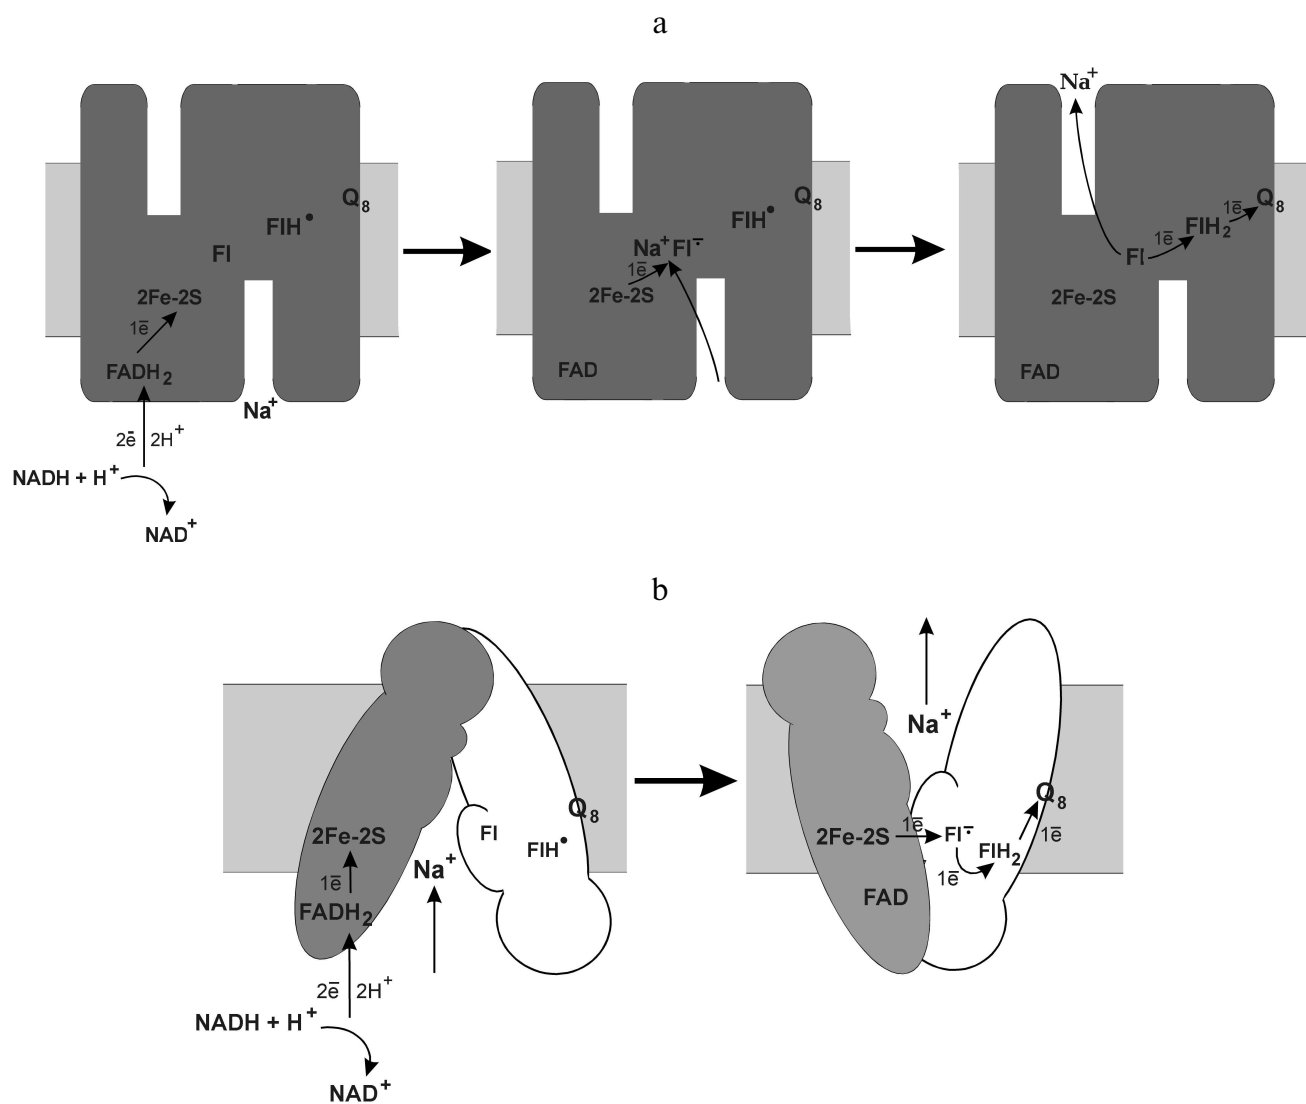 a
Q8
FlH•
Fl
2Fe-2S
1ē
FADH2
Na+
2ē 2H+
NADH + H+
NAD+
Q8
FlH•
Na+Fl•−
1ē
2Fe-2S
FAD
Na+
Q8
1ē
FlH2
1ē
Fl
2Fe-2S
FAD
b
Q8
2Fe-2S
Fl
FlH•
Na+
1ē
FADH2
2ē 2H+
NADH + H+
NAD+
Na+
Q8
1ē
2Fe-2S
Fl•−
1ē
FlH2
1ē
FAD